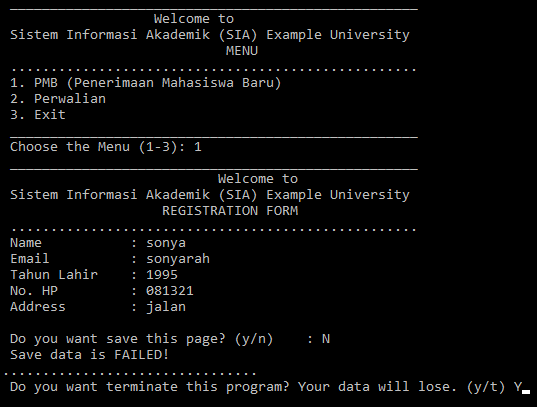 Welcome to
Sistem Informasi Akademik (SIA) Example University
MENU
......................................................
1. PMB (Penerimaan Mahasiswa Baru)
2. Perwalian
3. Exit
Choose the Menu (1-3): 1
Welcome to
Sistem Informasi Akademik (SIA) Example University
REGISTRATION FORM
......................................................
Name : sonya
Email : sonyarah
Tahun Lahir : 1995
No. HP : 081321
Address : jalan
Do you want save this page? (y/n) : N
Save data is FAILED!
................................
Do you want terminate this program? Your data will lose. (y/t) Y